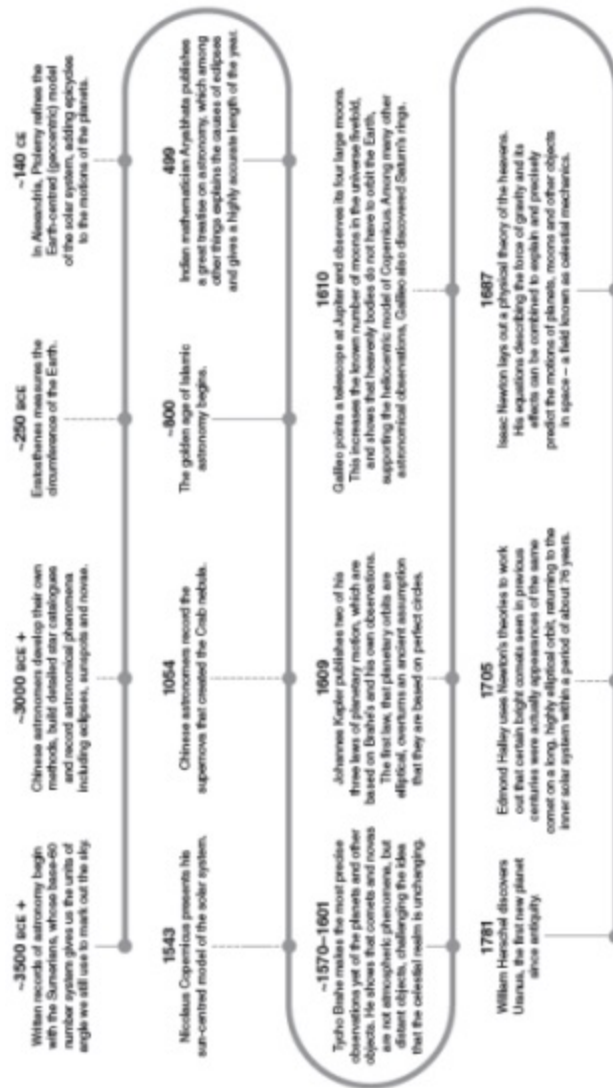 ~3500 BCE +
Written records of astronomy begin
with the Sumerians, whose base-60
number system gives us the units of
angle we still use to mark out the sky.
~3000 BCE +
Chinese astronomers develop their own
methods, build detailed star catalogues
and record astronomical phenomena
including eclipses, sunspots and novae.
~250 BCE
Eratosthenes measures the
circumference of the Earth.
~140 CE
In Alexandria, Ptolemy refines the
Earth-centred (geocentric) model
of the solar system, adding epicycles
to the motions of the planets.
499
Indian mathematician Aryabhata publishes
a great treatise on astronomy, which among
other things explains the causes of eclipses
and gives a highly accurate length of the year.
~800
The golden age of Islamic
astronomy begins.
1054
Chinese astronomers record the
supernova that created the Crab nebula.
1543
Nicolaus Copernicus presents his
sun-centred model of the solar system.
~1570–1601
Tycho Brahe makes the most precise
observations yet of the planets and other
objects. He shows that comets and novas
are not atmospheric phenomena, but
distant objects, challenging the idea
that the celestial realm is unchanging.
1609
Johannes Kepler publishes two of his
three laws of planetary motion, which are
based on Brahe's and his own observations.
The first law, that planetary orbits are
elliptical, overturns an ancient assumption
that they are based on perfect circles.
1610
Galileo points a telescope at Jupiter and observes its four large moons.
This increases the known number of moons in the universe fivefold,
and shows that heavenly bodies do not have to orbit the Earth,
supporting the heliocentric model of Copernicus. Among many other
astronomical observations, Galileo also discovered Saturn's rings.
1687
Isaac Newton lays out a physical theory of the heavens.
His equations describing the force of gravity and its
effects can be combined to explain and precisely
predict the motions of planets, moons and other objects
in space – a field known as celestial mechanics.
1705
Edmond Halley uses Newton's theories to work
out that certain bright comets seen in previous
centuries were actually appearances of the same
comet on a long, highly elliptical orbit, returning to the
inner solar system within a period of about 76 years.
1781
William Herschel discovers
Uranus, the first new planet
since antiquity.